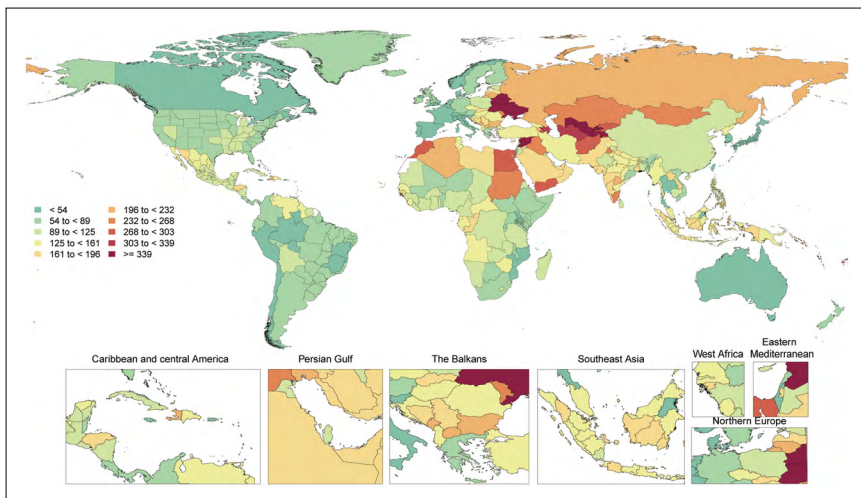 < 54
54 to < 89
89 to < 125
125 to < 161
161 to < 196
196 to < 232
232 to < 268
268 to < 303
303 to < 339
>= 339
Caribbean and central America
Persian Gulf
The Balkans
Southeast Asia
West Africa
Eastern
Mediterranean
Northern Europe